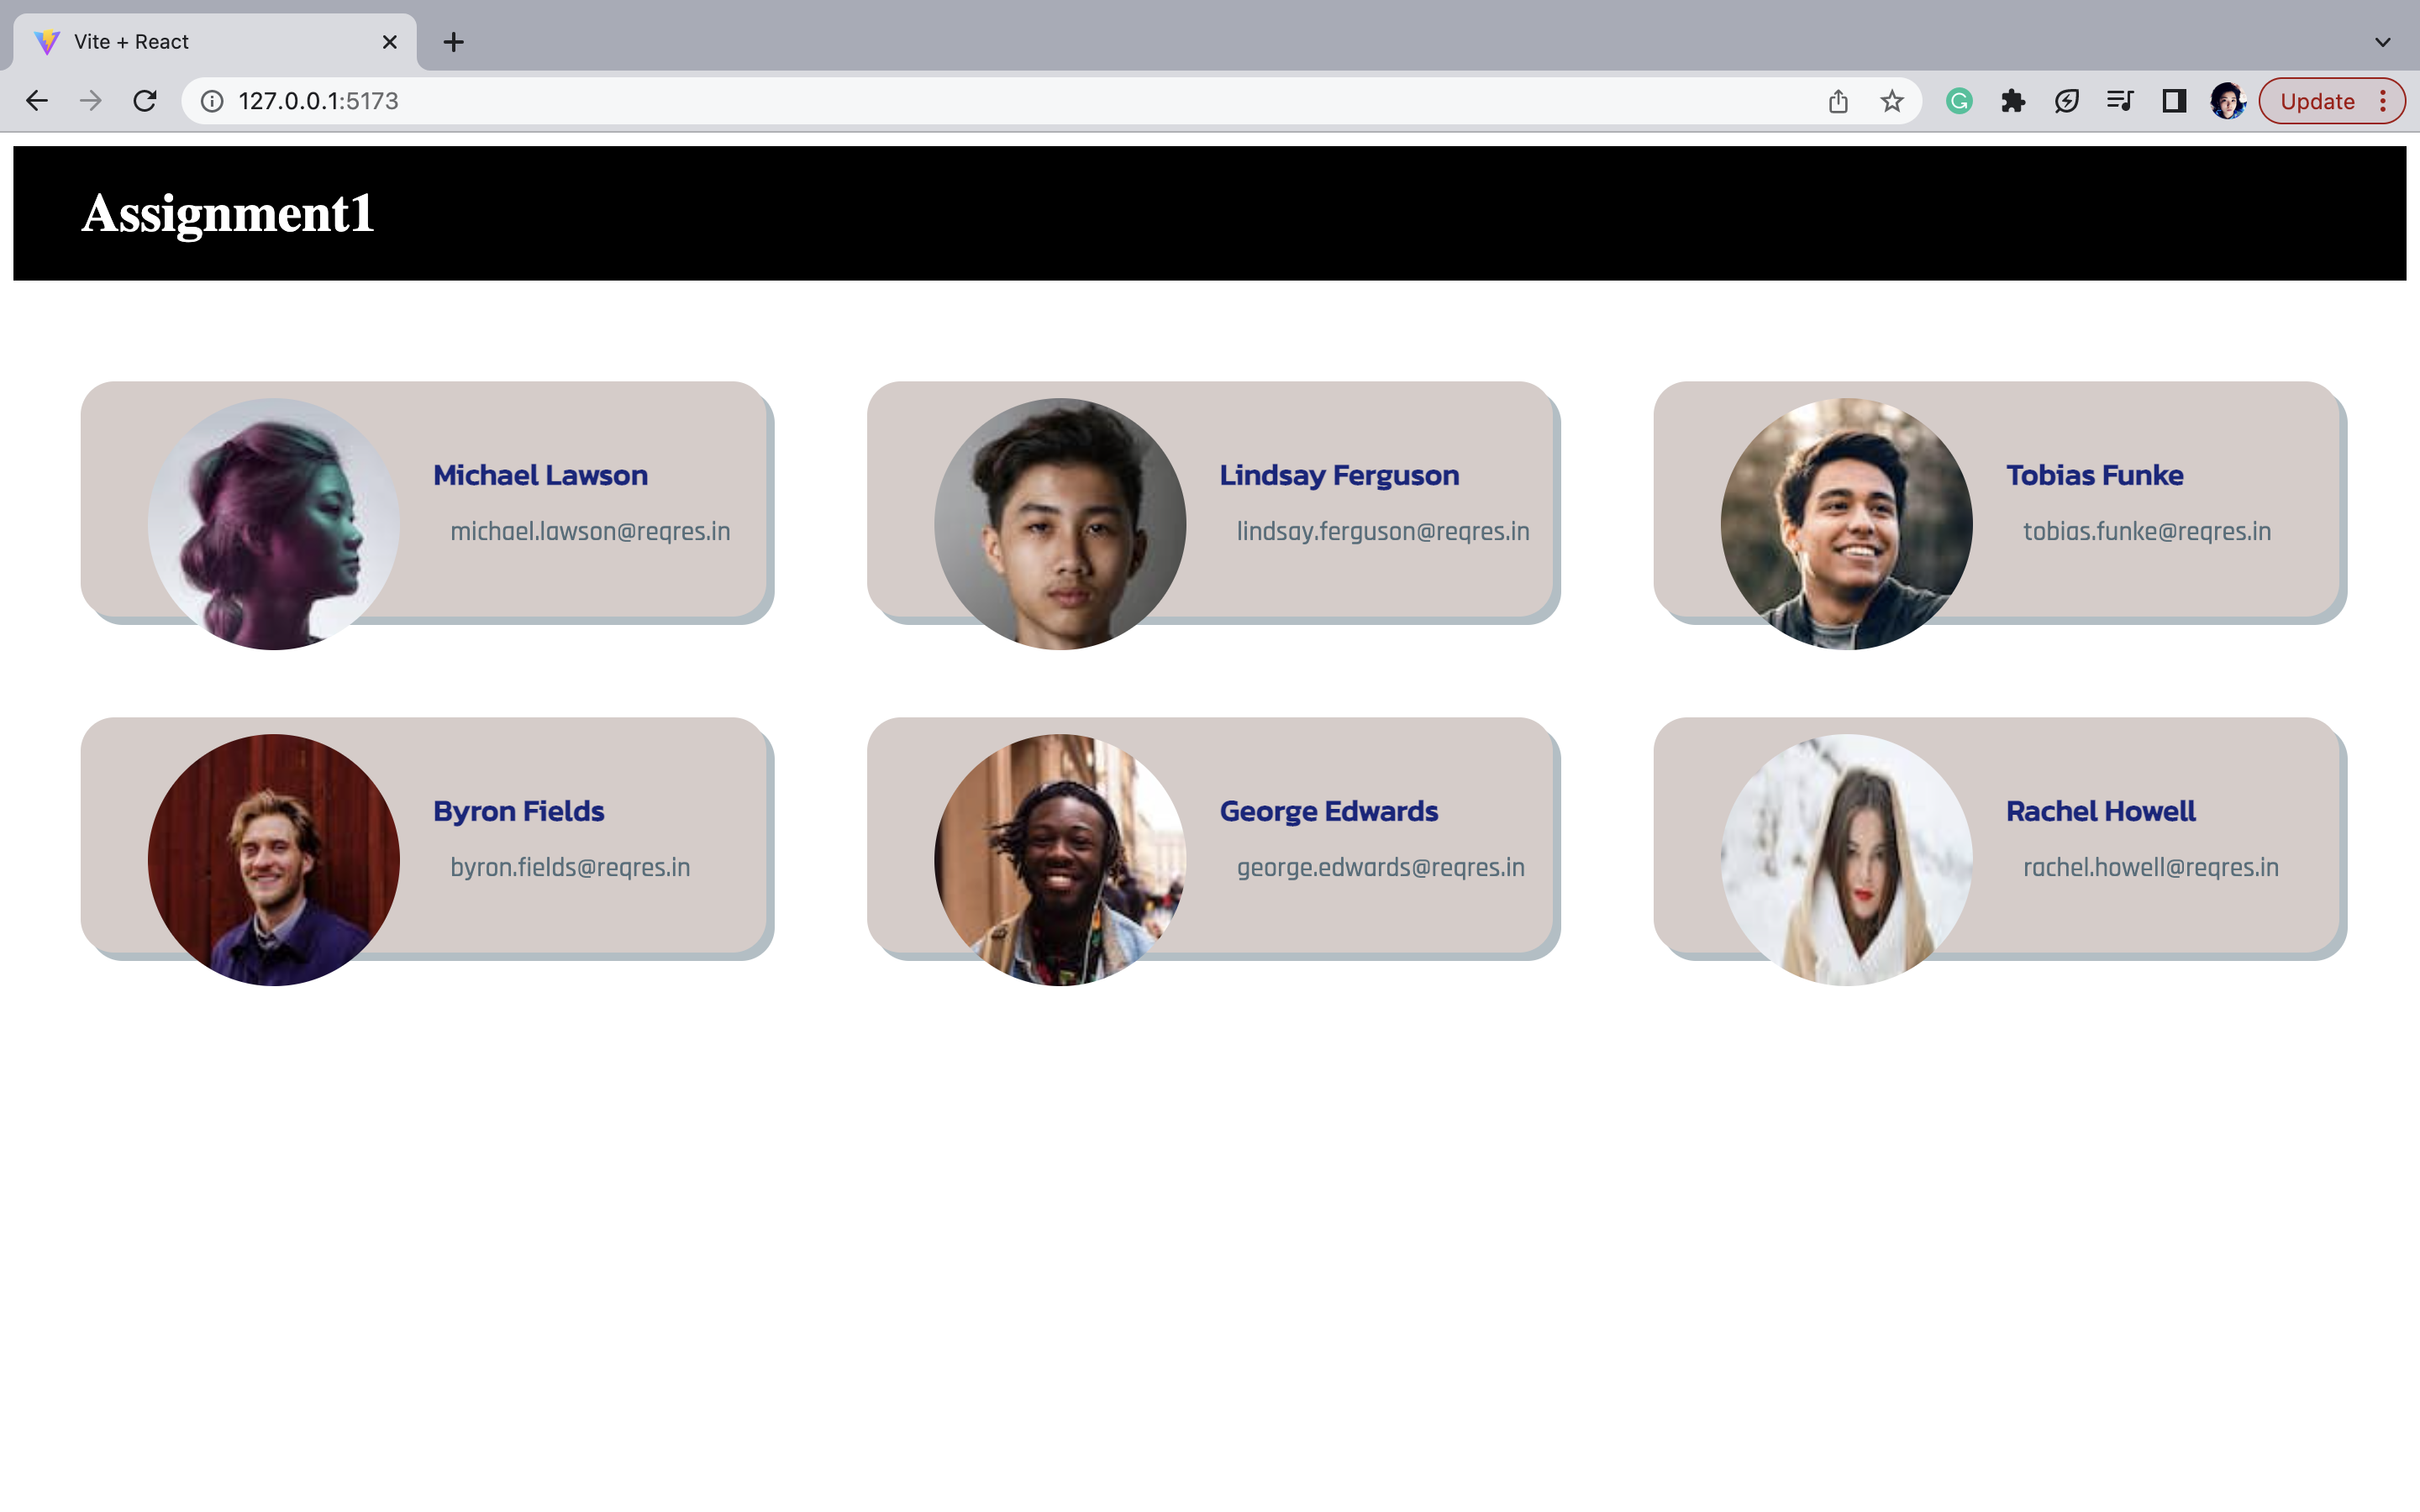 Vite + React
127.0.0.1:5173
Update
Assignment1
Michael Lawson
michael.lawson@reqres.in
Lindsay Ferguson
lindsay.ferguson@reqres.in
Tobias Funke
tobias.funke@reqres.in
Byron Fields
byron.fields@reqres.in
George Edwards
george.edwards@reqres.in
Rachel Howell
rachel.howell@reqres.in